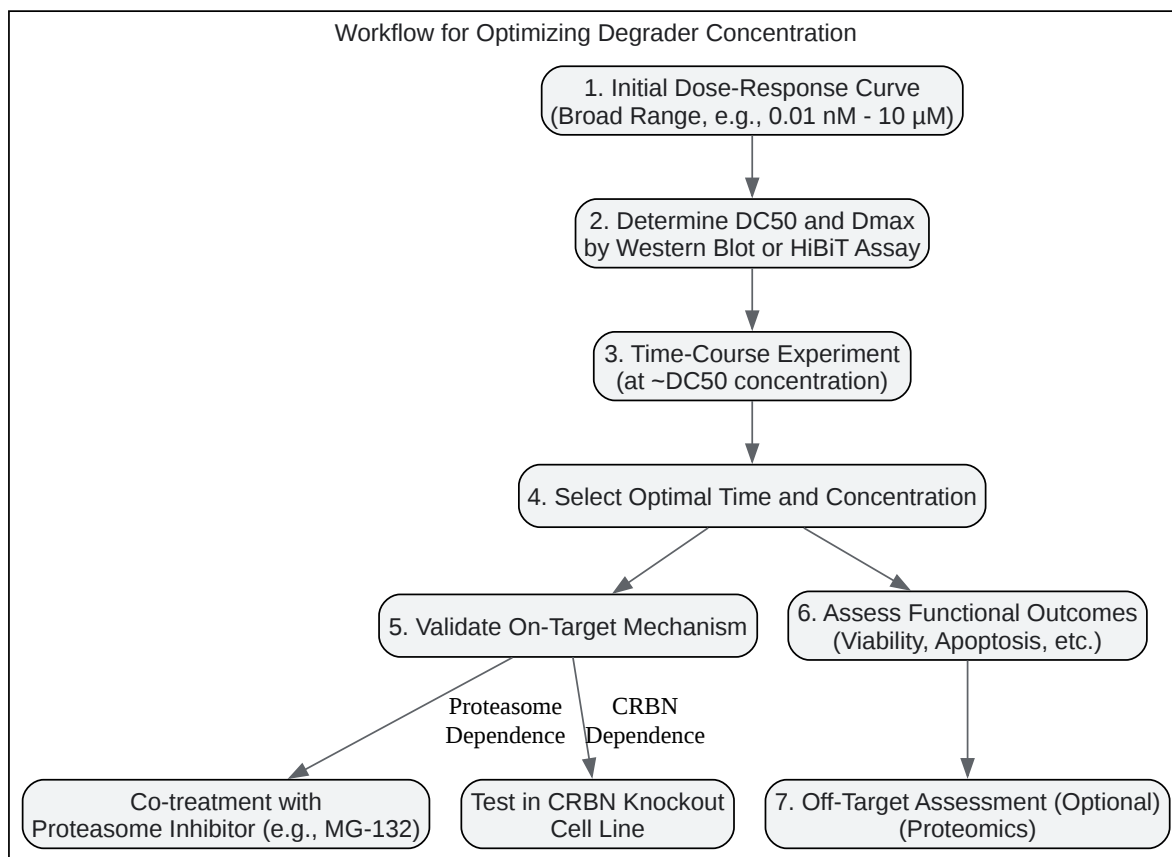 Workflow for Optimizing Degrader Concentration
1. Initial Dose-Response Curve
(Broad Range, e.g., 0.01 nM - 10 µM)
2. Determine DC50 and Dmax
by Western Blot or HiBiT Assay
3. Time-Course Experiment
(at ~DC50 concentration)
4. Select Optimal Time and Concentration
5. Validate On-Target Mechanism
6. Assess Functional Outcomes
(Viability, Apoptosis, etc.)
Proteasome
Dependence
CRBN
Dependence
Co-treatment with
Proteasome Inhibitor (e.g., MG-132)
Test in CRBN Knockout
Cell Line
7. Off-Target Assessment (Optional)
(Proteomics)